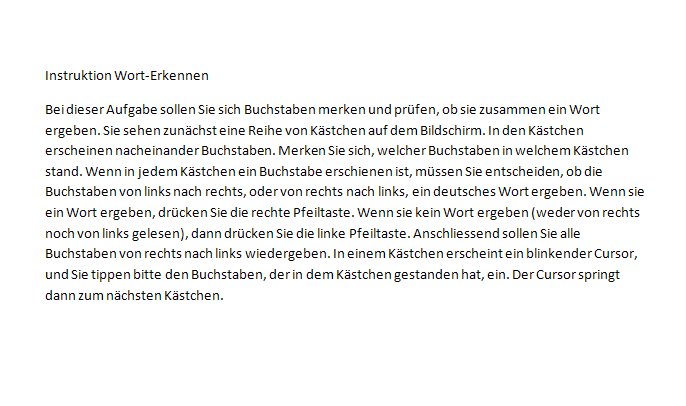 Instruktion Wort-Erkennen
Bei dieser Aufgabe sollen Sie sich Buchstaben merken und prüfen, ob sie zusammen ein Wort
ergeben. Sie sehen zunächst eine Reihe von Kästchen auf dem Bildschirm. In den Kästchen
erscheinen nacheinander Buchstaben. Merken Sie sich, welcher Buchstaben in welchem Kästchen
stand. Wenn in jedem Kästchen ein Buchstabe erschienen ist, müssen Sie entscheiden, ob die
Buchstaben von links nach rechts, oder von rechts nach links, ein deutsches Wort ergeben. Wenn sie
ein Wort ergeben, drücken Sie die rechte Pfeiltaste. Wenn sie kein Wort ergeben (weder von rechts
noch von links gelesen), dann drücken Sie die linke Pfeiltaste. Anschliessend sollen Sie alle
Buchstaben von rechts nach links wiedergeben. In einem Kästchen erscheint ein blinkender Cursor,
und Sie tippen bitte den Buchstaben, der in dem Kästchen gestanden hat, ein. Der Cursor springt
dann zum nächsten Kästchen.